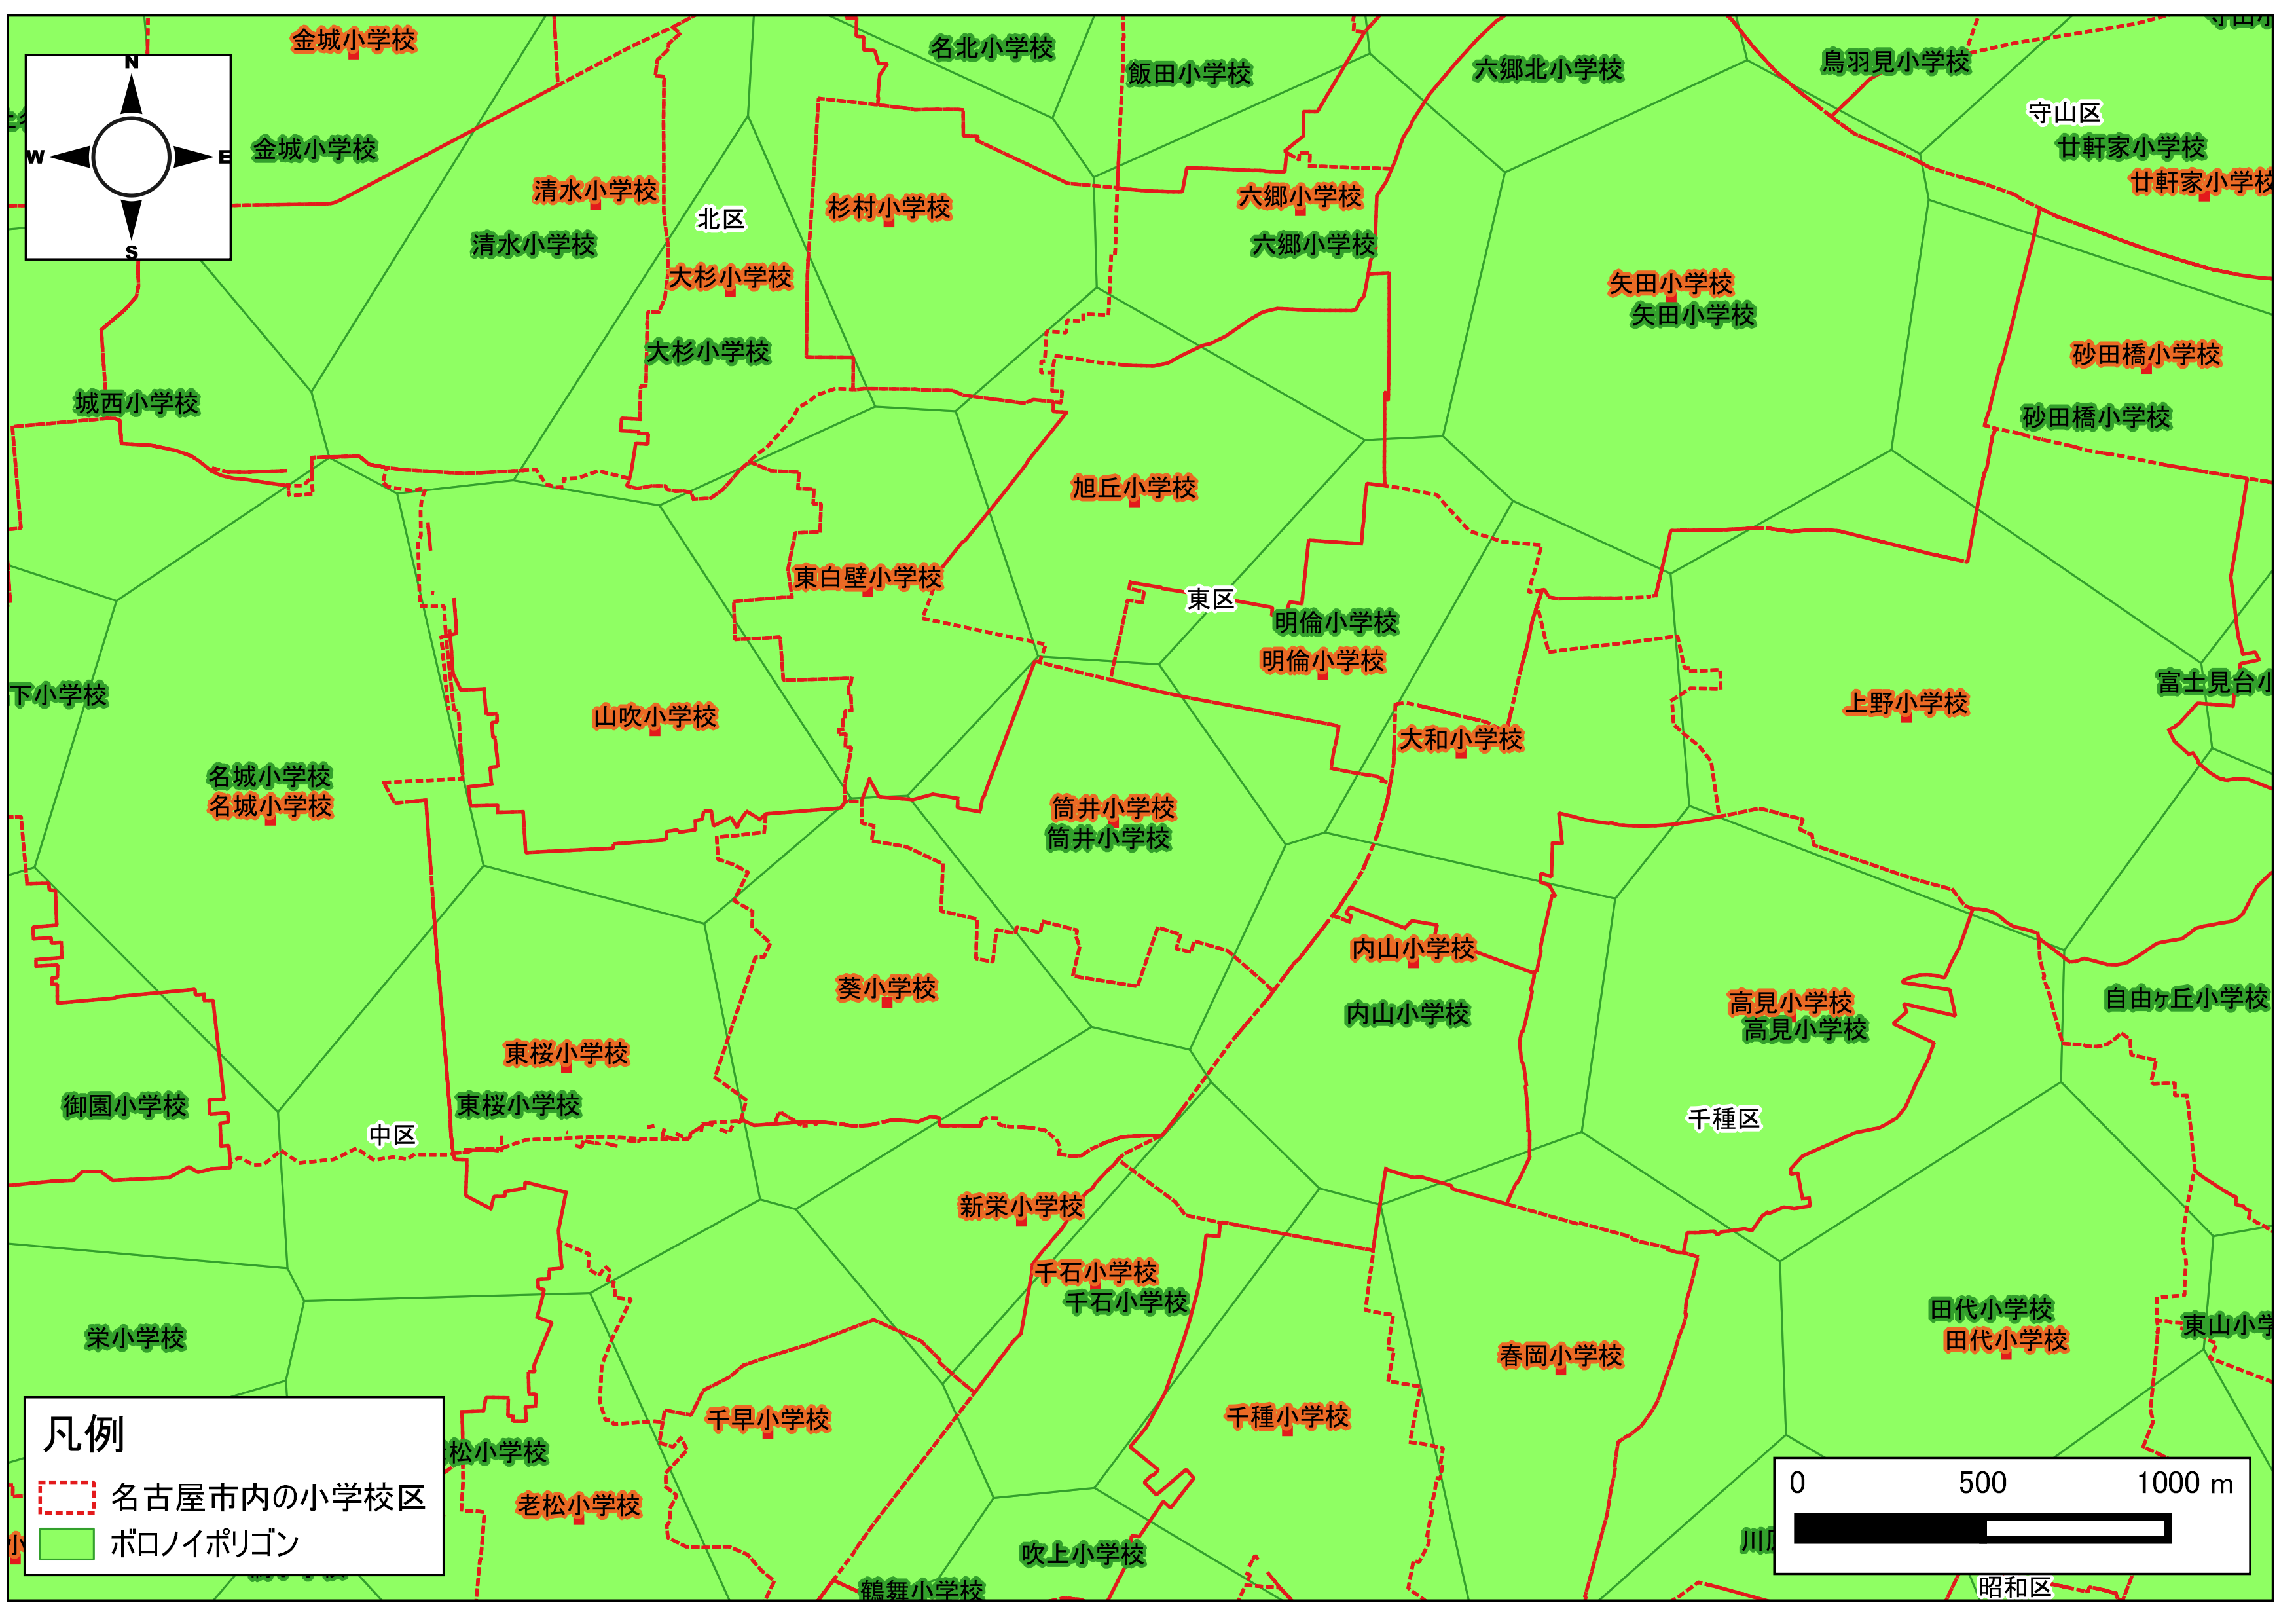 金城小学校
名北小学校
飯田小学校
六郷北小学校
鳥羽見小学校
守山区
金城小学校
廿軒家小学校
廿軒家小学校
N
W
E
S
清水小学校
北区
杉村小学校
六郷小学校
清水小学校
六郷小学校
大杉小学校
矢田小学校
矢田小学校
大杉小学校
砂田橋小学校
城西小学校
砂田橋小学校
旭丘小学校
東白壁小学校
東区
明倫小学校
明倫小学校
下小学校
富士見台小
山吹小学校
上野小学校
大和小学校
名城小学校
名城小学校
筒井小学校
筒井小学校
内山小学校
葵小学校
高見小学校
自由ヶ丘小学校
内山小学校
高見小学校
東桜小学校
東桜小学校
御園小学校
中区
千種区
新栄小学校
千石小学校
千石小学校
田代小学校
田代小学校
東山小学
栄小学校
春岡小学校
千早小学校
千種小学校
松小学校
老松小学校
吹上小学校
鶴舞小学校
昭和区
凡例
名古屋市内の小学校区
ボロノイポリゴン
0 500 1000 m